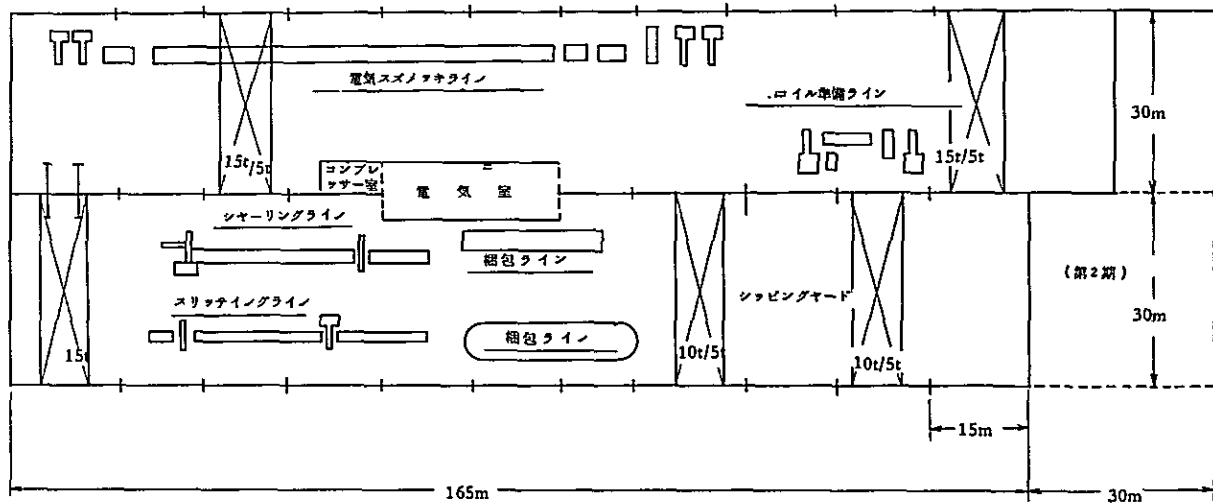 電気スズメッキライン
コイル準備ライン
30m
15t/5t
15t/5t
コンプレ
ッサー室
電気室
シャーリングライン
梱包ライン
(第2期)
スリッテイングライン
シッピングヤード
30m
梱包ライン
15t
10t/5t
10t/5t
15m
165m
30m